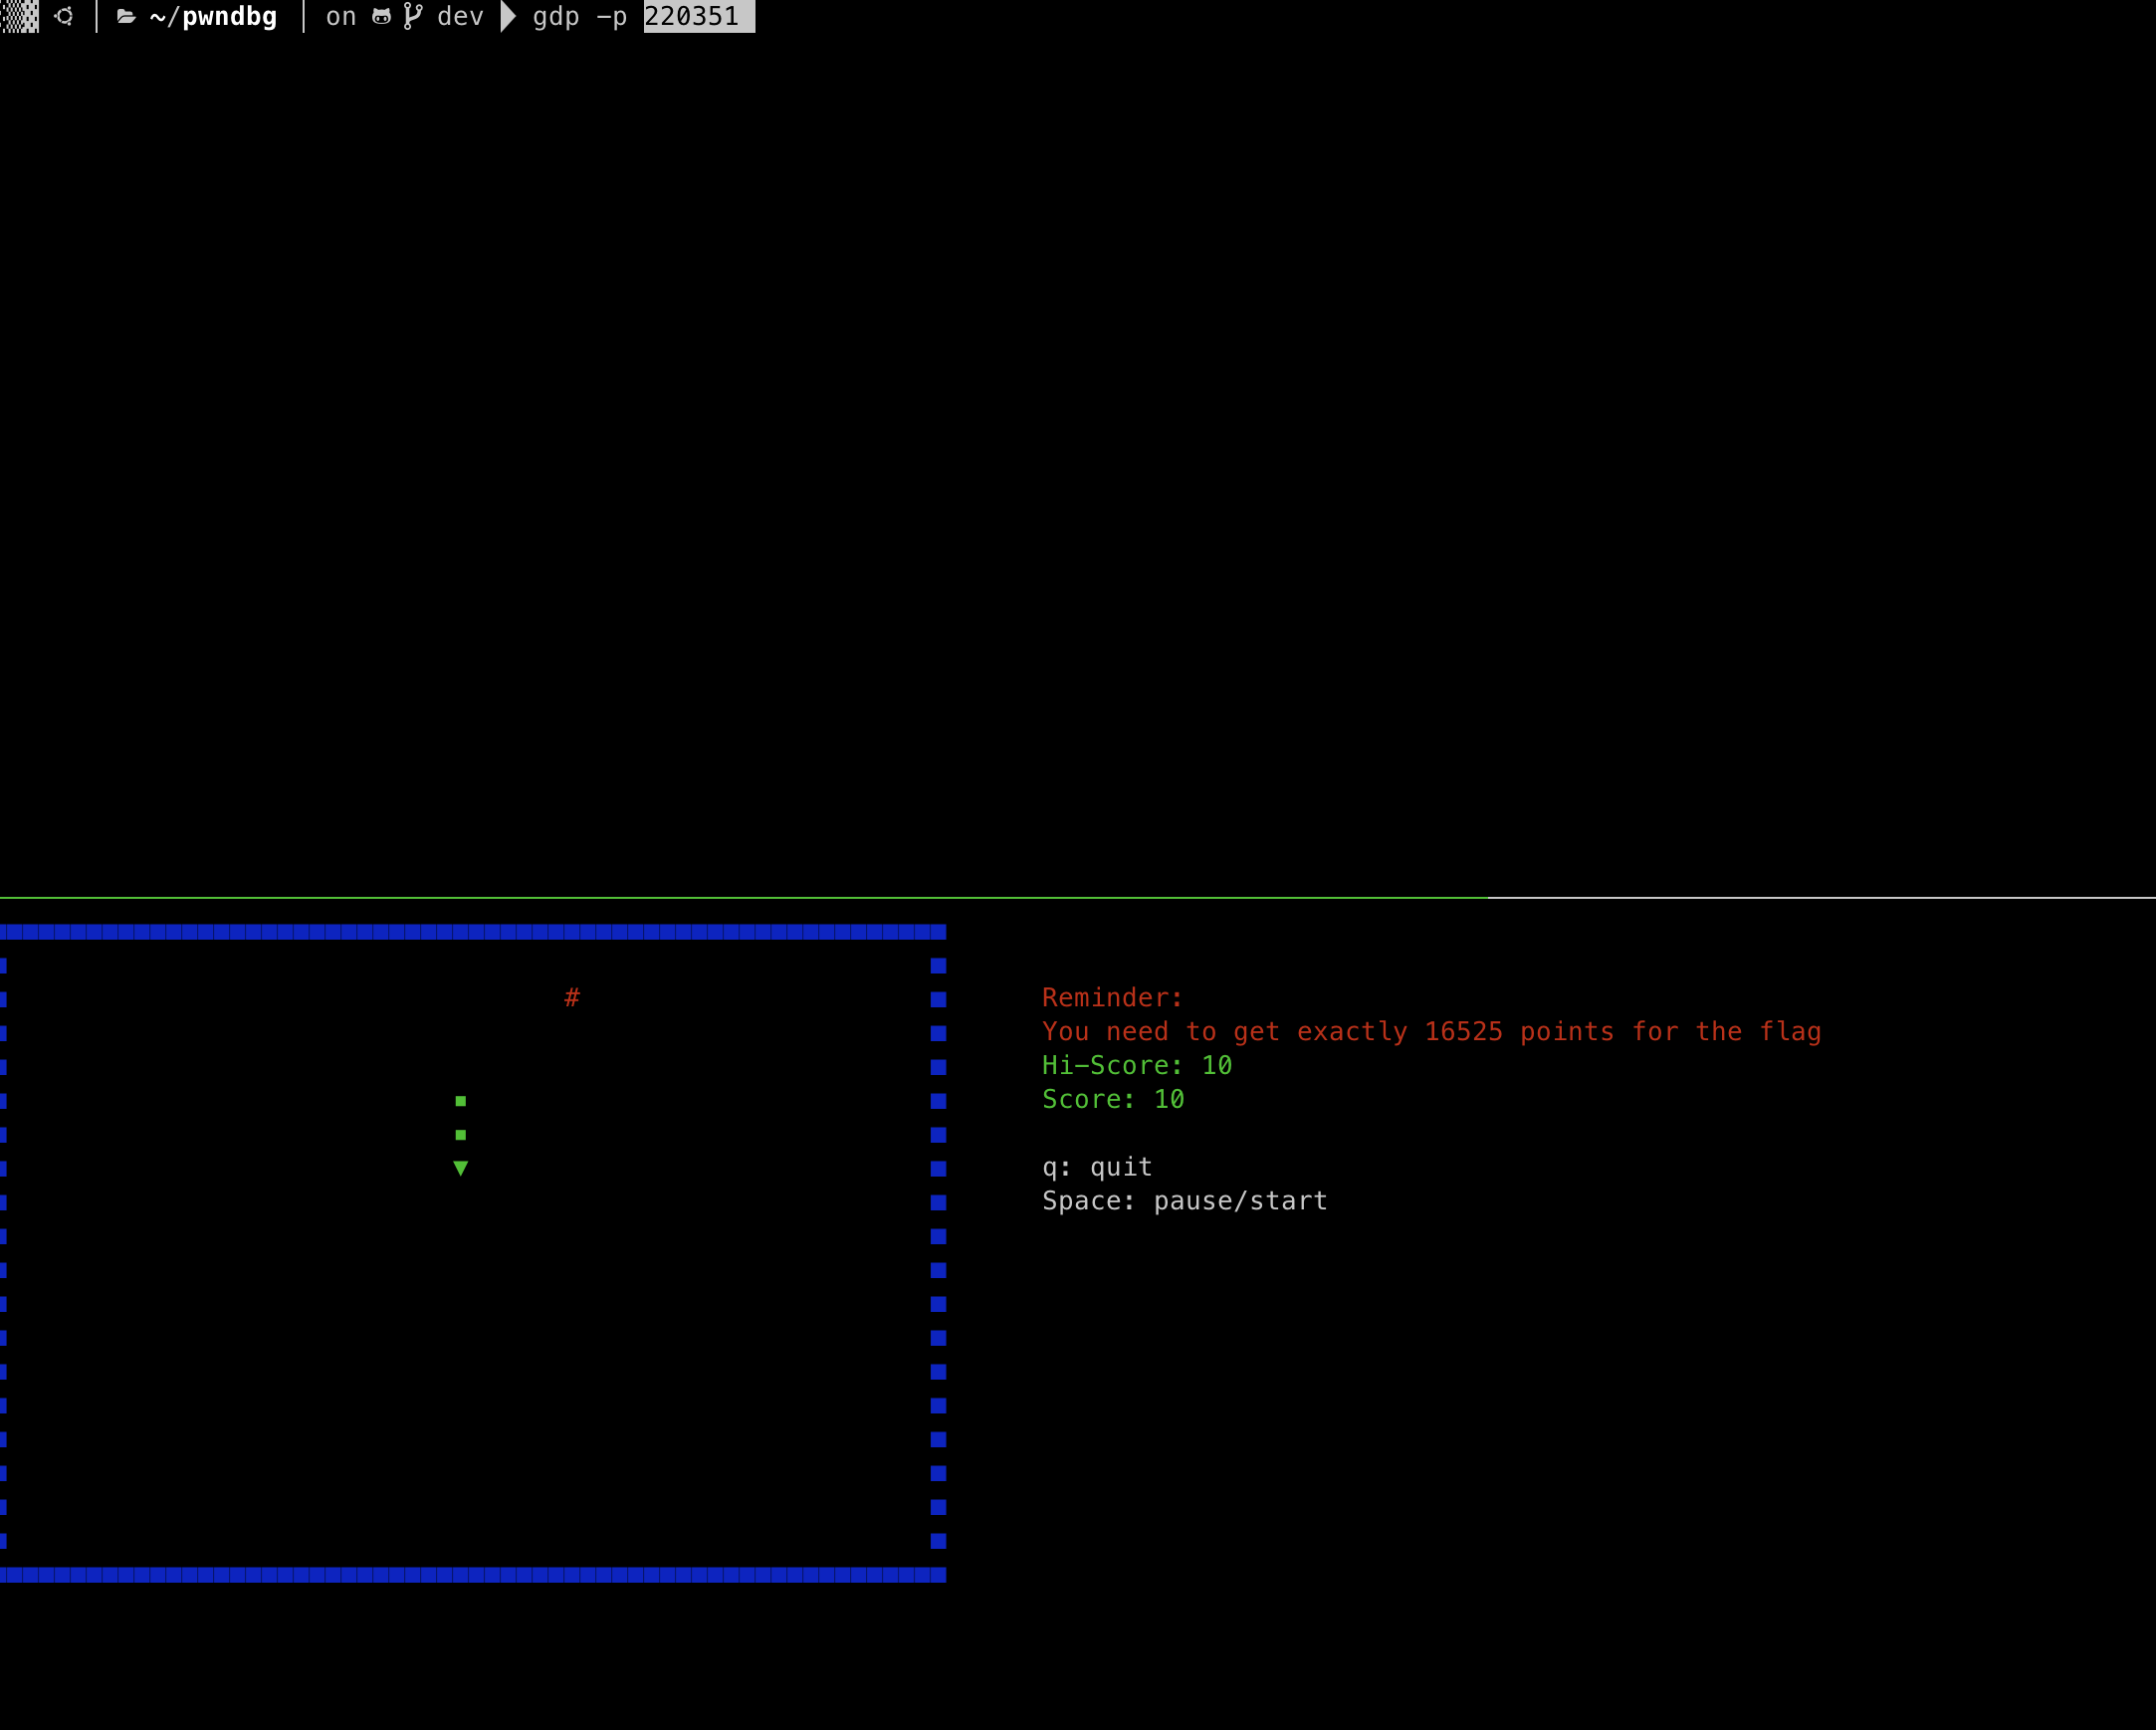 ~/pwndbg on dev gdp -p 220351
#
Reminder:
You need to get exactly 16525 points for the flag
Hi-Score: 10
Score: 10
q: quit
Space: pause/start